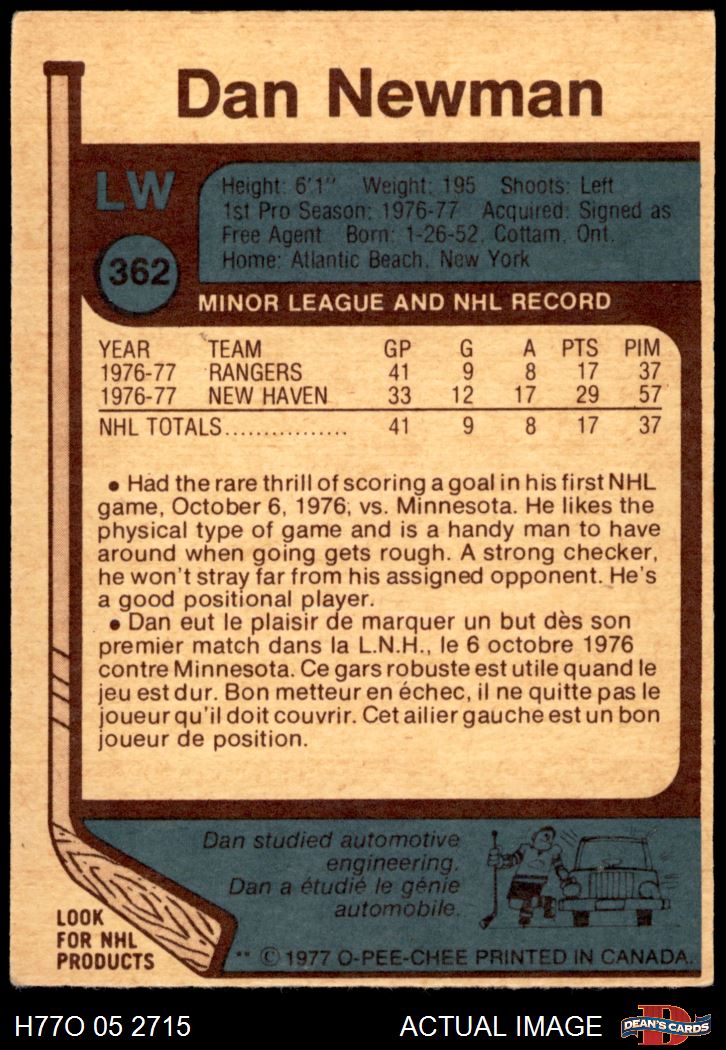 Dan Newman
LW
362
Height: 6'1" Weight: 195 Shoots: Left
1st Pro Season: 1976-77 Acquired: Signed as
Free Agent Born: 1-26-52, Cottam, Ont.
Home: Atlantic Beach, New York
MINOR LEAGUE AND NHL RECORD
YEAR TEAM GP G A PTS PIM
1976-77 RANGERS 41 9 8 17 37
1976-77 NEW HAVEN 33 12 17 29 57
NHL TOTALS................ 41 9 8 17 37
• Had the rare thrill of scoring a goal in his first NHL
game, October 6, 1976, vs. Minnesota. He likes the
physical type of game and is a handy man to have
around when going gets rough. A strong checker,
he won't stray far from his assigned opponent. He's
a good positional player.
• Dan eut le plaisir de marquer un but dès son
premier match dans la L.N.H., le 6 octobre 1976
contre Minnesota. Ce gars robuste est utile quand le
jeu est dur. Bon metteur en échec, il ne quitte pas le
joueur qu'il doit couvrir. Cet ailier gauche est un bon
joueur de position.
Dan studied automotive
engineering.
Dan a étudié le génie
automobile.
LOOK
FOR NHL
PRODUCTS
** © 1977 O-PEE-CHEE PRINTED IN CANADA.
H77O 05 2715 ACTUAL IMAGE
D
DEAN'S CARDS